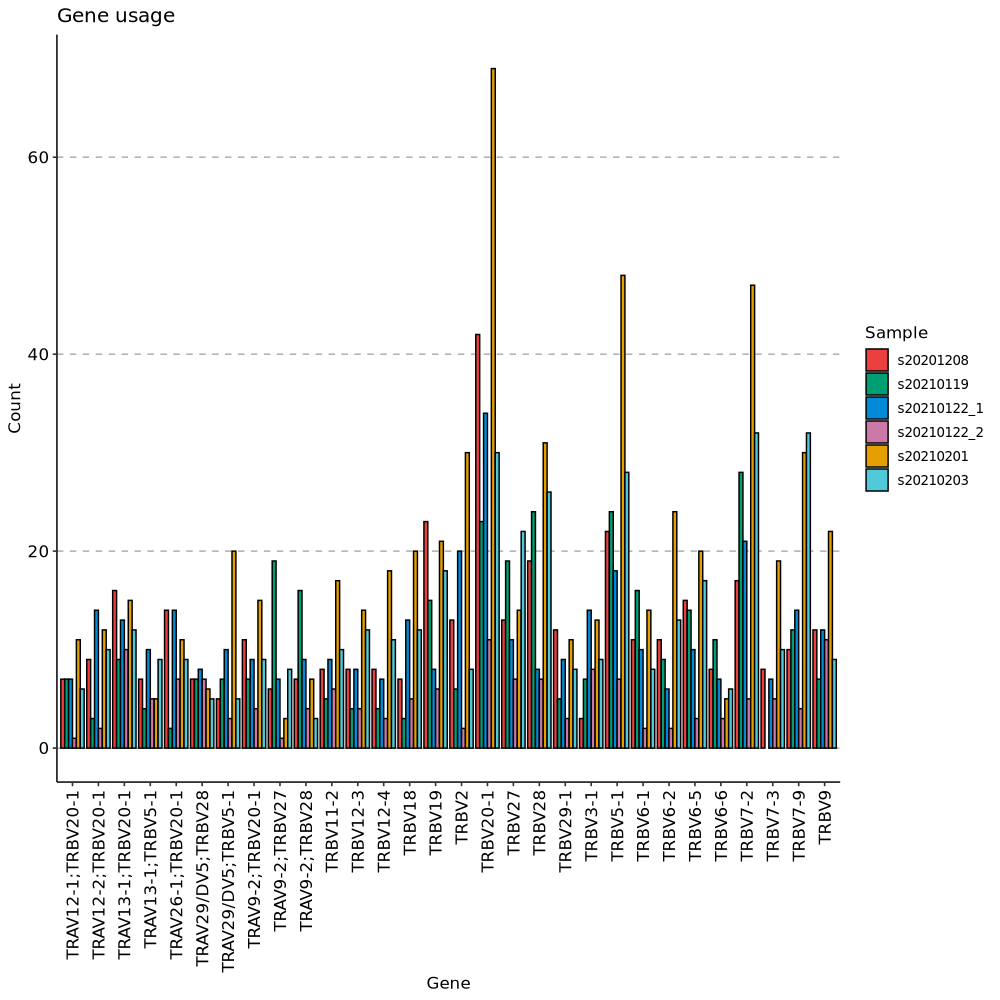 Gene usage
60
40
20
0
Count
TRAV12-1;TRBV20-1
TRAV12-2;TRBV20-1
TRAV13-1;TRBV20-1
TRAV13-1;TRBV5-1
TRAV26-1;TRBV20-1
TRAV29/DV5;TRBV28
TRAV29/DV5;TRBV5-1
TRAV9-2;TRBV20-1
TRAV9-2;TRBV27
TRAV9-2;TRBV28
TRBV11-2
TRBV12-3
TRBV12-4
TRBV18
TRBV19
TRBV2
TRBV20-1
TRBV27
TRBV28
TRBV29-1
TRBV3-1
TRBV5-1
TRBV6-1
TRBV6-2
TRBV6-5
TRBV6-6
TRBV7-2
TRBV7-3
TRBV7-9
TRBV9
Gene
Sample
s20201208
s20210119
s20210122_1
s20210122_2
s20210201
s20210203